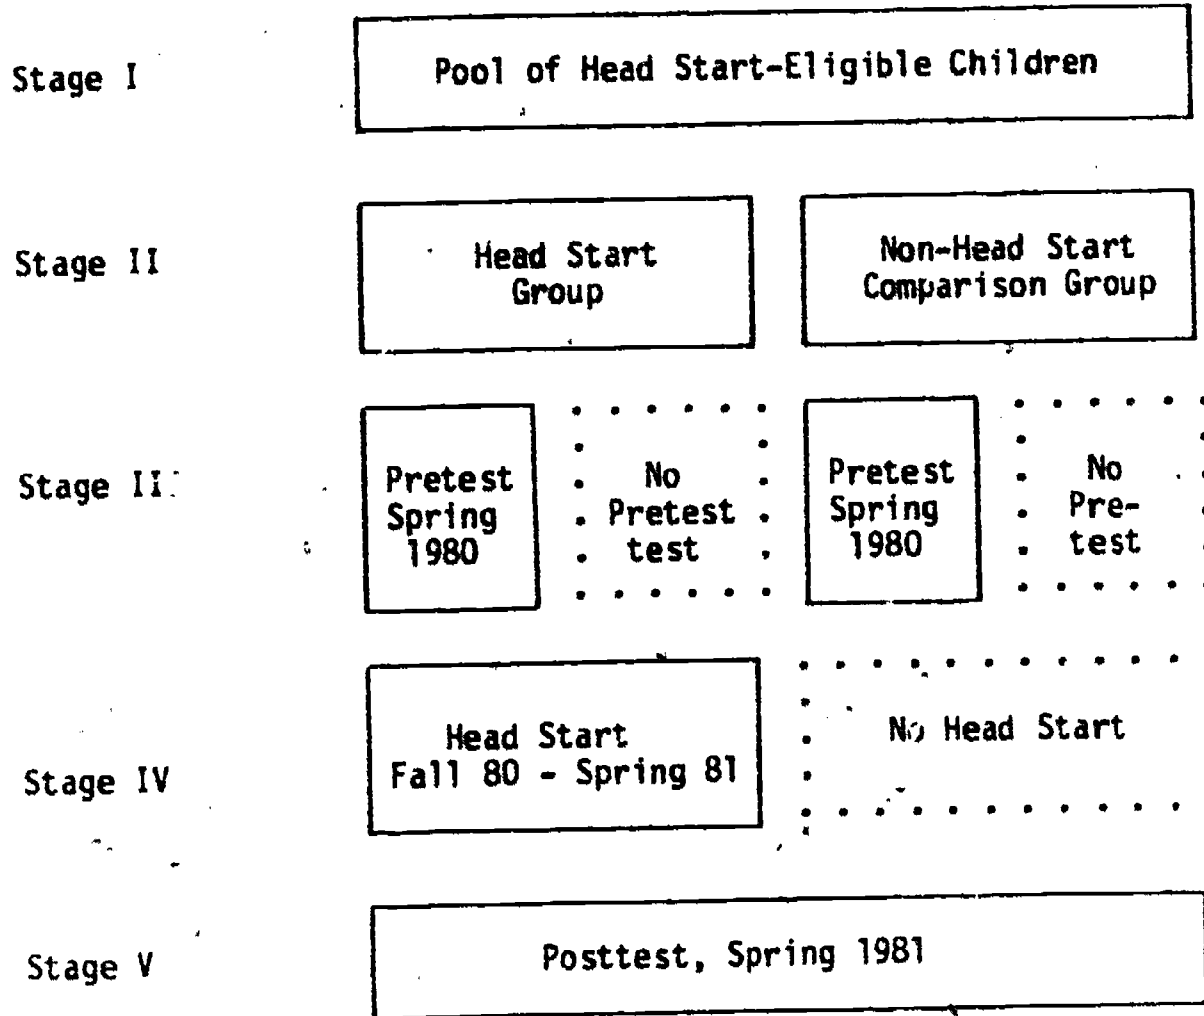 Stage I
Pool of Head Start-Eligible Children
Stage II
Head Start
Group
Non-Head Start
Comparison Group
Stage II
Pretest
Spring
1980
No
Pretest
test
Pretest
Spring
1980
No
Pre-
test
Stage IV
Head Start
Fall 80 - Spring 81
No Head Start
Stage V
Posttest, Spring 1981